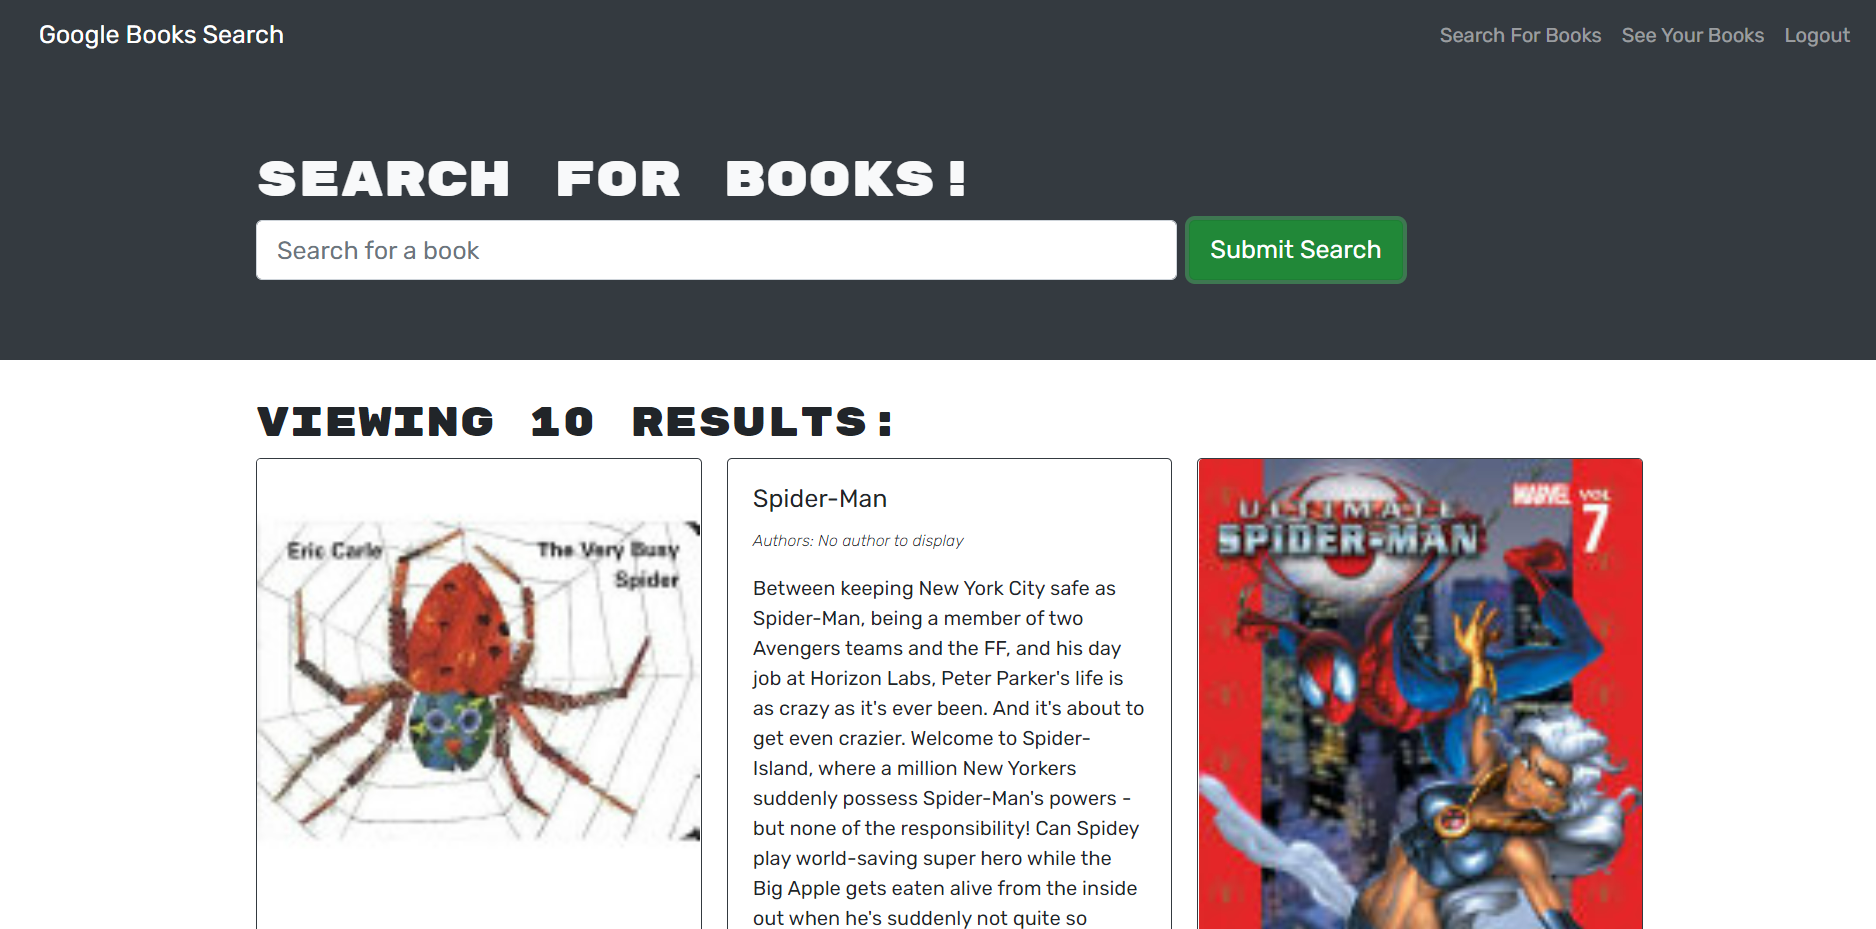 Google Books Search
Search For Books
See Your Books
Logout
SEARCH FOR BOOKS!
Search for a book
Submit Search
VIEWING 10 RESULTS:
Eric Carle
The Very Busy
Spider
Spider-Man
Authors: No author to display
Between keeping New York City safe as
Spider-Man, being a member of two
Avengers teams and the FF, and his day
job at Horizon Labs, Peter Parker's life is
as crazy as it's ever been. And it's about to
get even crazier. Welcome to Spider-
Island, where a million New Yorkers
suddenly possess Spider-Man's powers -
but none of the responsibility! Can Spidey
play world-saving super hero while the
Big Apple gets eaten alive from the inside
out when he's suddenly not quite so
MARVEL VOL
7
ULTIMATE
SPIDER-MAN